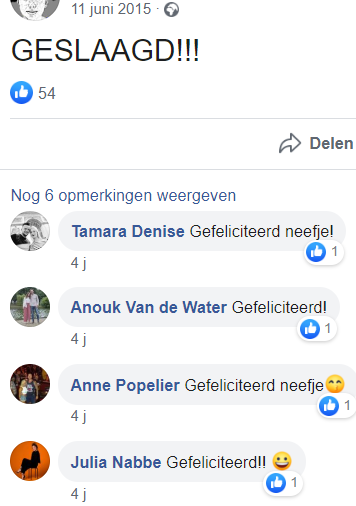 11 juni 2015 ·
GESLAAGD!!!
54
Delen
Nog 6 opmerkingen weergeven
Tamara Denise Gefeliciteerd neefje!
1
4 j
Anouk Van de Water Gefeliciteerd!
1
4 j
Anne Popelier Gefeliciteerd neefje😊
1
4 j
Julia Nabbe Gefeliciteerd!! 😀
1
4 j